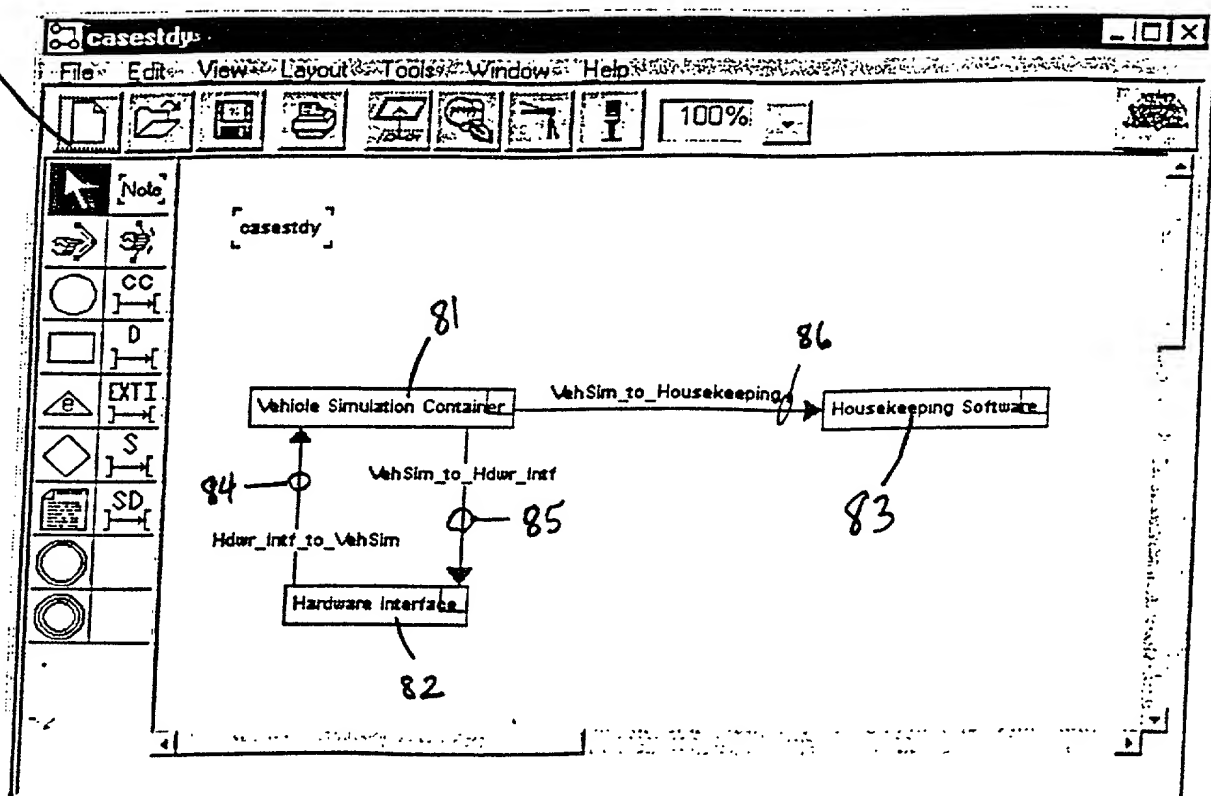 casestdy
File Edit View Layout Tools Window Help
100%
Note
casestdy
CC
D
81
86
e
EXTI
VehSim_to_Housekeeping
Vehicle Simulation Container
Housekeeping Software
S
VehSim_to_Hdwr_Intf
84
SD
85
83
Hdwr_Intf_to_VehSim
Hardware Interface
82